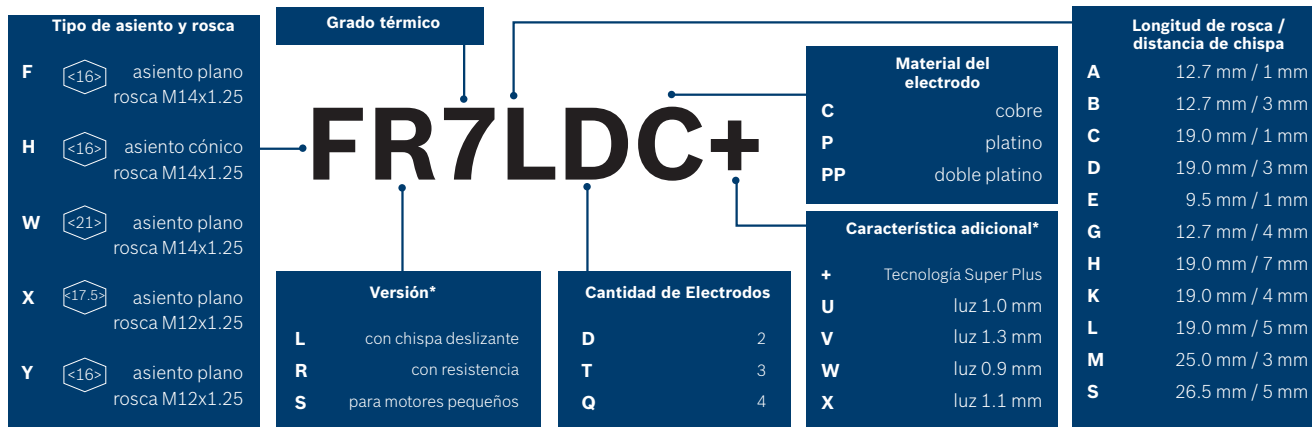 Tipo de asiento y rosca
F <16> asiento plano
rosca M14x1.25
H <16> asiento cónico
rosca M14x1.25
W <21> asiento plano
rosca M14x1.25
X <17.5> asiento plano
rosca M12x1.25
Y <16> asiento plano
rosca M12x1.25
Grado térmico
FR7LDC+
Versión*
L con chispa deslizante
R con resistencia
S para motores pequeños
Cantidad de Electrodos
D 2
T 3
Q 4
Material del
electrodo
C cobre
P platino
PP doble platino
Característica adicional*
+ Tecnología Super Plus
U luz 1.0 mm
V luz 1.3 mm
W luz 0.9 mm
X luz 1.1 mm
Longitud de rosca /
distancia de chispa
A 12.7 mm / 1 mm
B 12.7 mm / 3 mm
C 19.0 mm / 1 mm
D 19.0 mm / 3 mm
E 9.5 mm / 1 mm
G 12.7 mm / 4 mm
H 19.0 mm / 7 mm
K 19.0 mm / 4 mm
L 19.0 mm / 5 mm
M 25.0 mm / 3 mm
S 26.5 mm / 5 mm